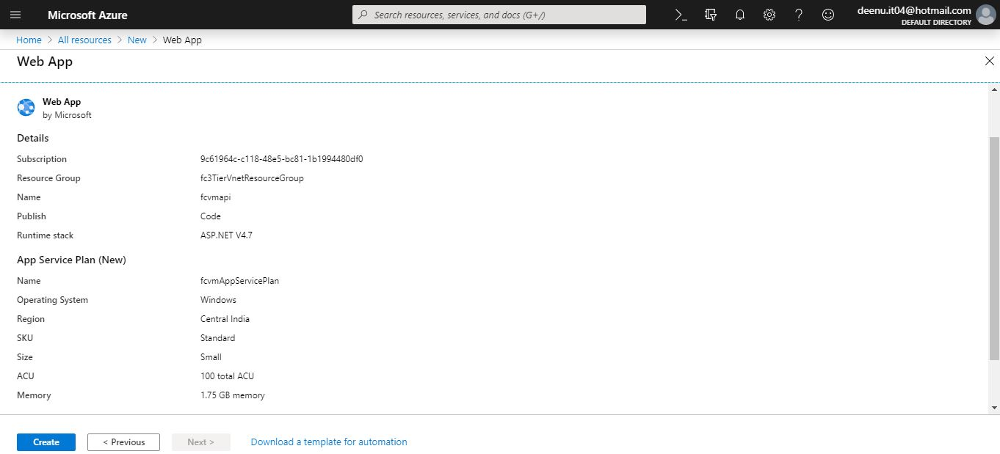 Microsoft Azure
Search resources, services, and docs (G+/)
deenu.it04@hotmail.com
DEFAULT DIRECTORY
Home > All resources > New > Web App
Web App
Web App
by Microsoft
Details
Subscription 9c61964c-c118-48e5-bc81-1b1994480df0
Resource Group fc3TierVnetResourceGroup
Name fcvmapi
Publish Code
Runtime stack ASP.NET V4.7
App Service Plan (New)
Name fcvmAppServicePlan
Operating System Windows
Region Central India
SKU Standard
Size Small
ACU 100 total ACU
Memory 1.75 GB memory
Create < Previous Next > Download a template for automation